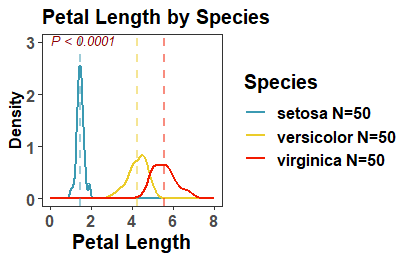 Petal Length by Species
P < 0.0001
3
2
1
0
Density
0 2 4 6 8
Petal Length
Species
setosa N=50
versicolor N=50
virginica N=50